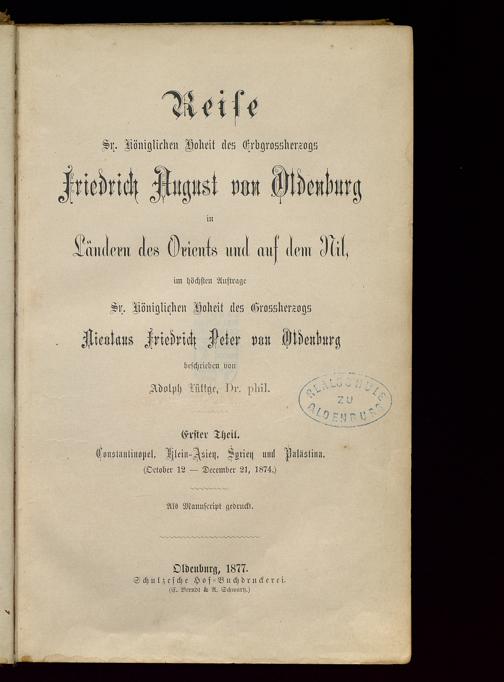 Reise
Sr. Königlichen Hoheit des Erbgrossherzogs
Friedrich August von Oldenburg
in
Ländern des Orients und auf dem Nil,
im höchsten Auftrage
Sr. Königlichen Hoheit des Grossherzogs
Nicolaus Friedrich Peter von Oldenburg
beschrieben von
Adolph Lüttge, Dr. phil.
REALSCHULE
ZU
OLDENBURG
Erster Theil.
Constantinopel, Klein-Asien, Syrien und Palästina.
(October 12 — December 21, 1874.)
Als Manuscript gedruckt.
Oldenburg, 1877.
Schulzesche Hof-Buchdruckerei.
(C. Berndt & A. Schwartz.)